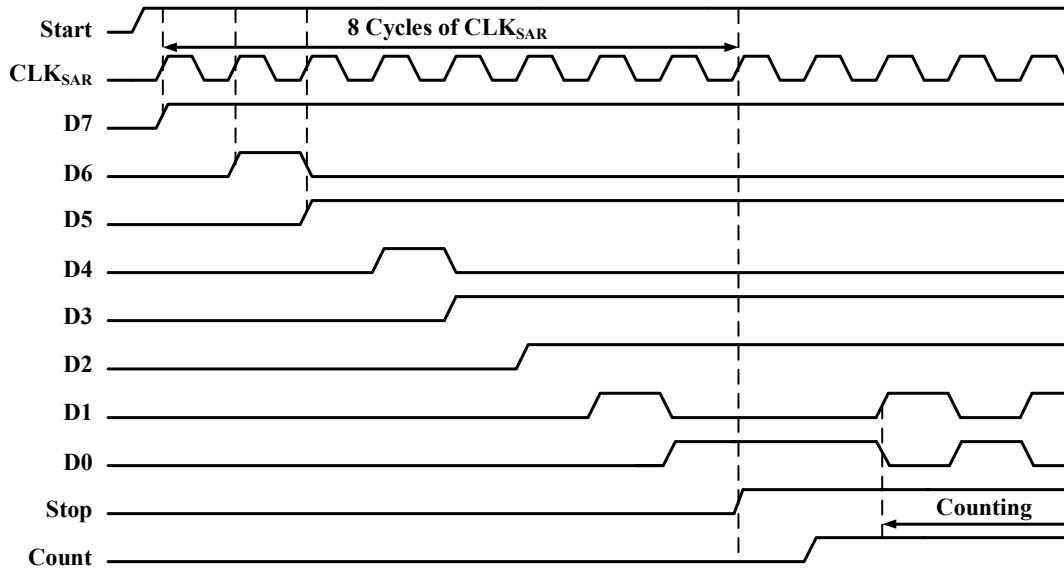 Start
8 Cycles of CLKSAR
CLKSAR
D7
D6
D5
D4
D3
D2
D1
D0
Stop
Counting
Count